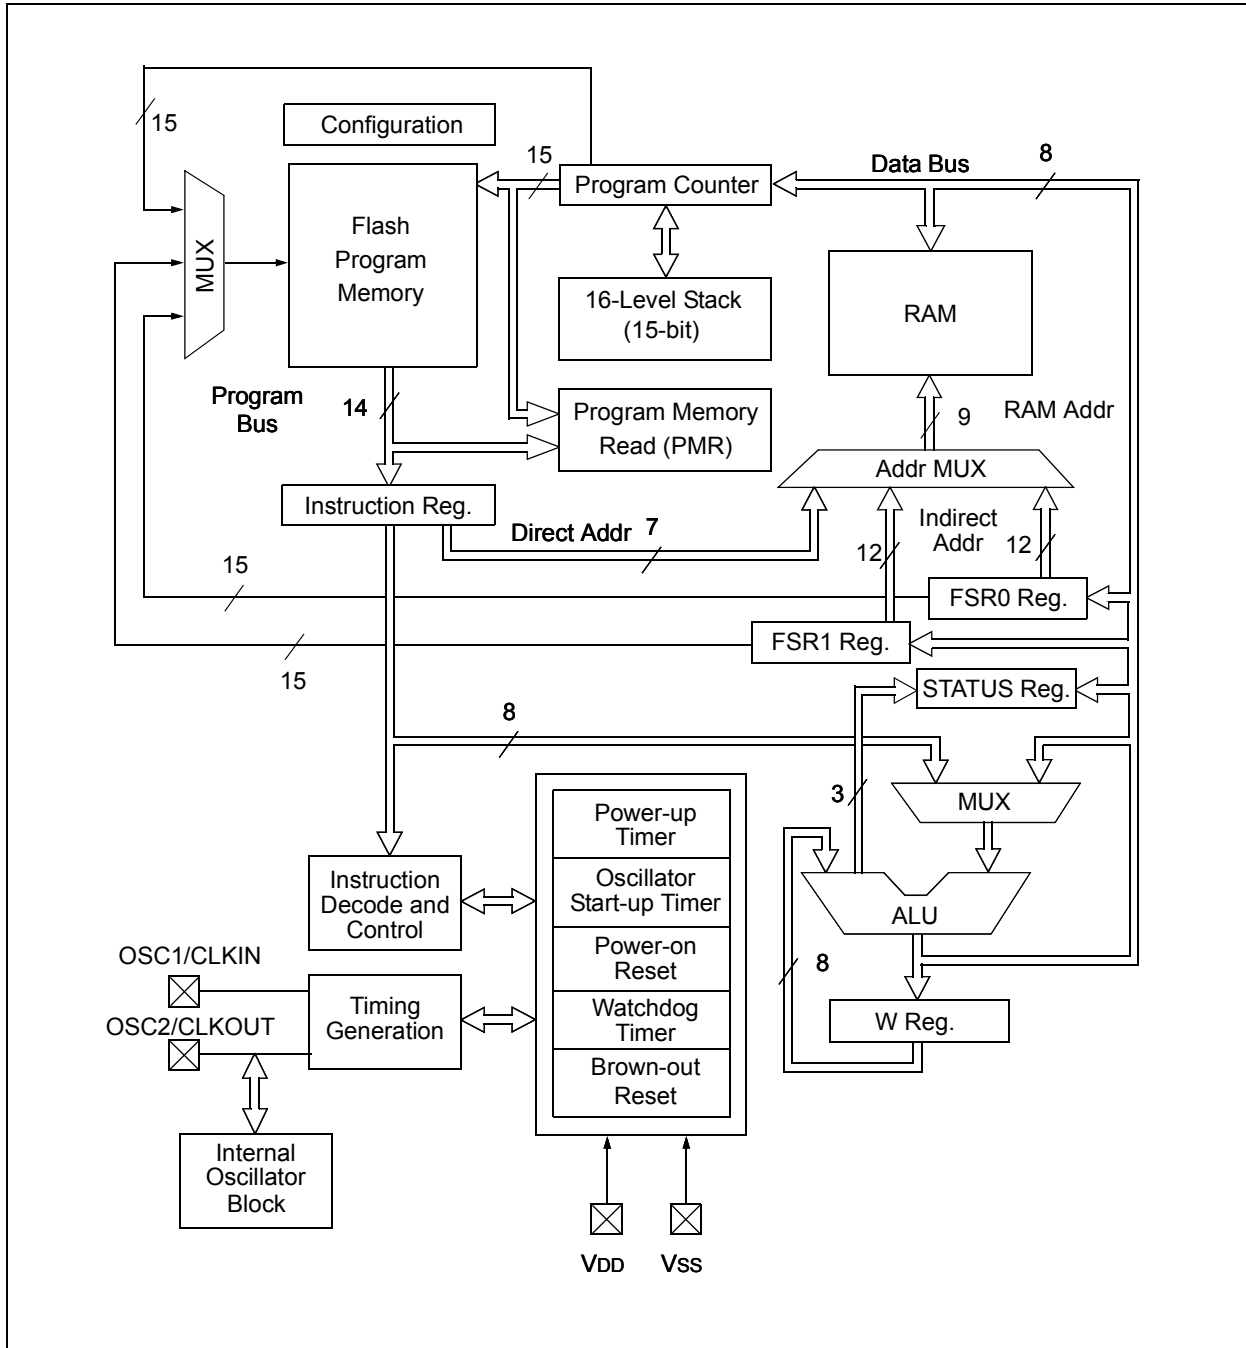 15
Configuration
15
Program Counter
Data Bus
8
MUX
Flash
Program
Memory
16-Level Stack
(15-bit)
RAM
Program
Bus
14
Program Memory
Read (PMR)
9
RAM Addr
Addr MUX
Instruction Reg.
Direct Addr
7
Indirect
Addr
12
12
15
FSR0 Reg.
FSR1 Reg.
15
STATUS Reg.
8
3
MUX
Power-up
Timer
Instruction
Decode and
Control
Oscillator
Start-up Timer
ALU
Power-on
Reset
8
OSC1/CLKIN
OSC2/CLKOUT
Timing
Generation
Watchdog
Timer
W Reg.
Brown-out
Reset
Internal
Oscillator
Block
VDD
VSS